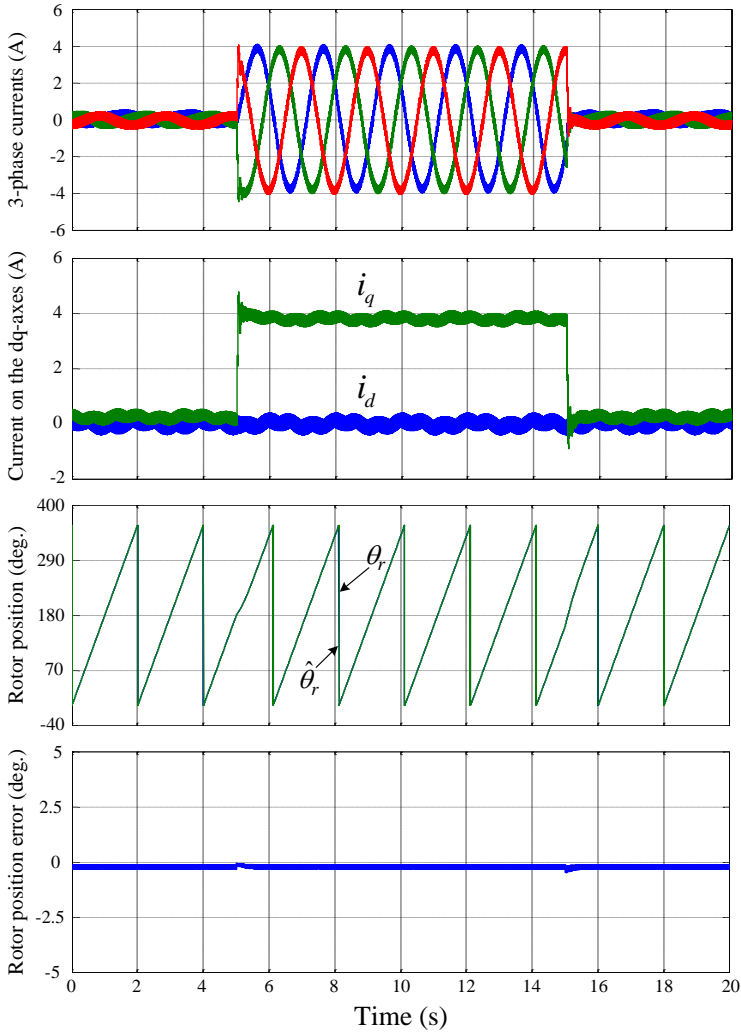 3-phase currents (A)
6
4
2
0
-2
-4
-6
Current on the dq-axes (A)
6
4
2
0
-2
i_q
i_d
Rotor position (deg.)
400
290
180
70
-40
θ_r
θ̂_r
Rotor position error (deg.)
5
2.5
0
-2.5
-5
0 2 4 6 8 10 12 14 16 18 20
Time (s)